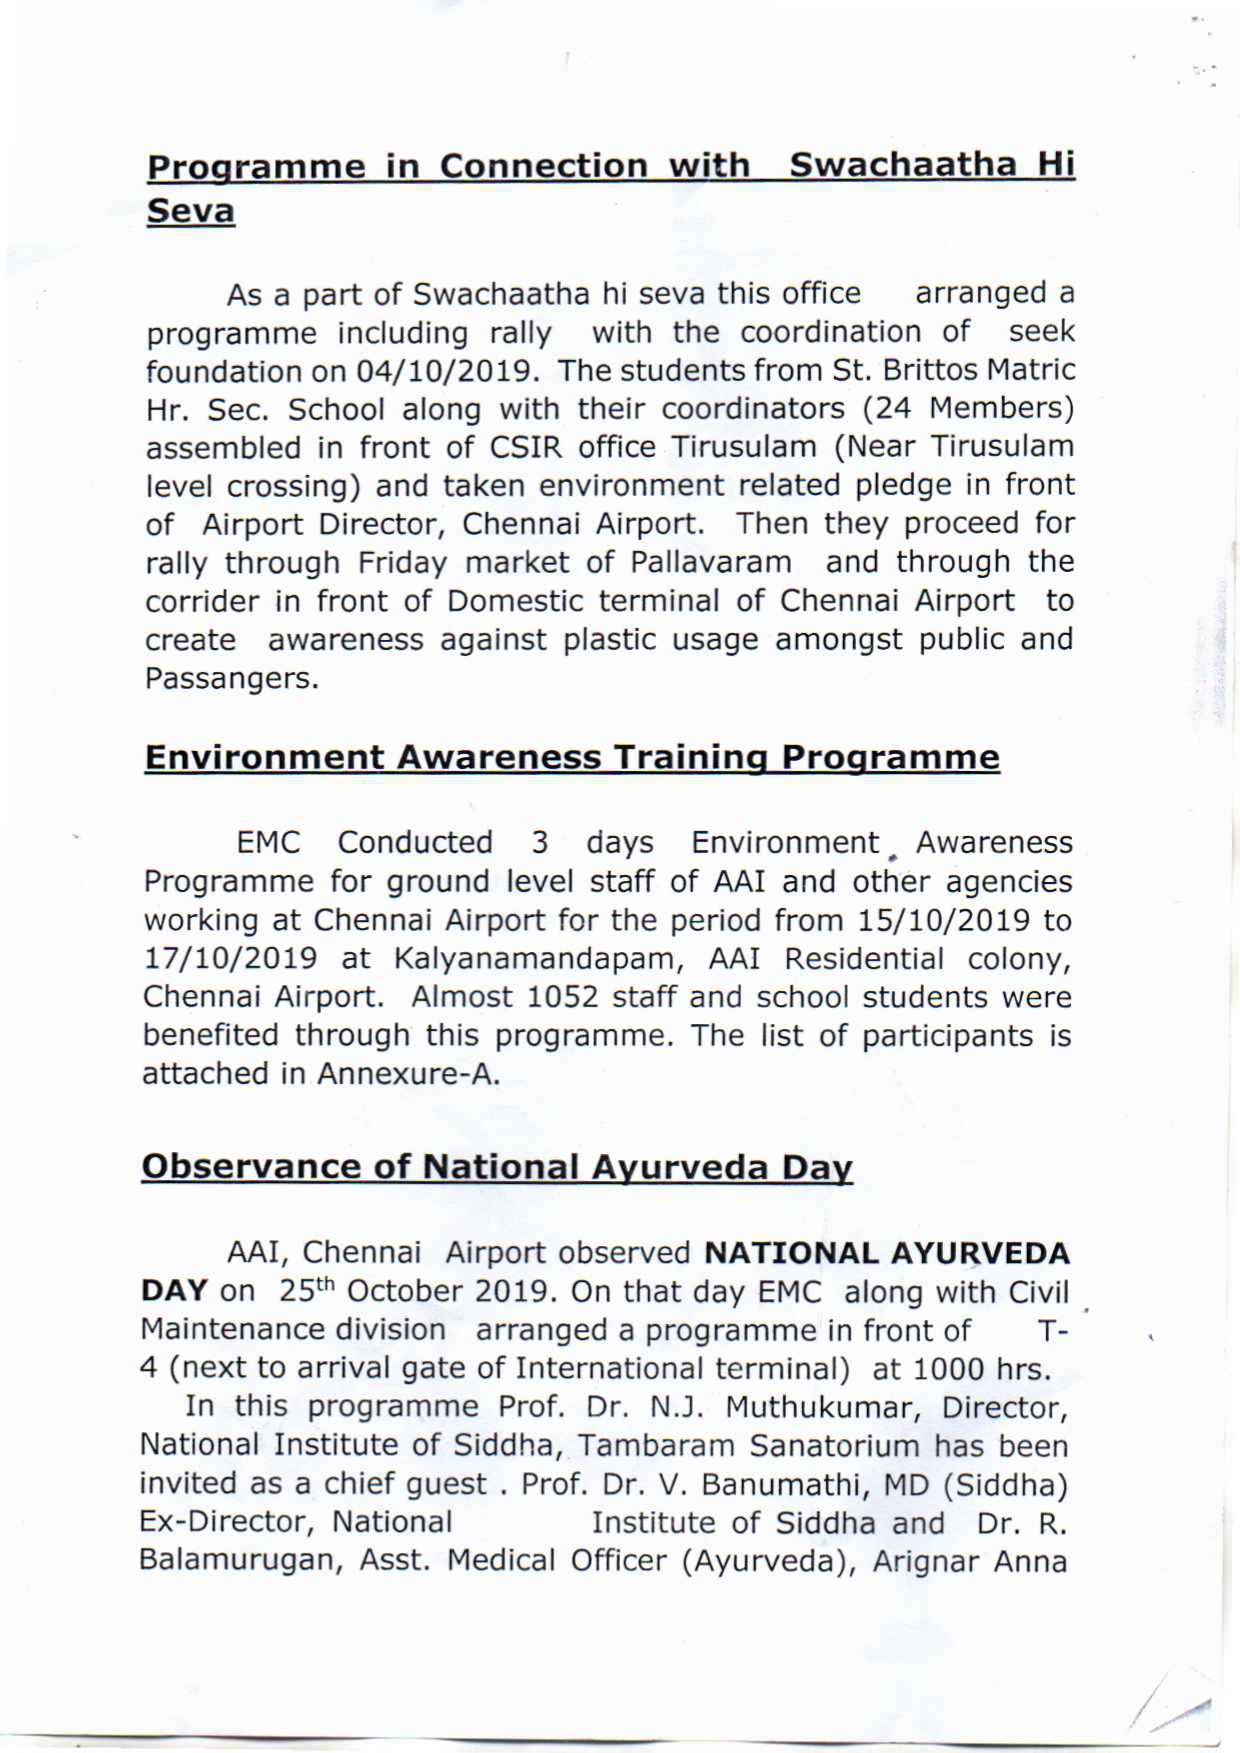 Programme in Connection with Swachaatha Hi
Seva
As a part of Swachaatha hi seva this office arranged a
programme including rally with the coordination of seek
foundation on 04/10/2019. The students from St. Brittos Matric
Hr. Sec. School along with their coordinators (24 Members)
assembled in front of CSIR office Tirusulam (Near Tirusulam
level crossing) and taken environment related pledge in front
of Airport Director, Chennai Airport. Then they proceed for
rally through Friday market of Pallavaram and through the
corrider in front of Domestic terminal of Chennai Airport to
create awareness against plastic usage amongst public and
Passangers.
Environment Awareness Training Programme
EMC Conducted 3 days Environment Awareness
Programme for ground level staff of AAI and other agencies
working at Chennai Airport for the period from 15/10/2019 to
17/10/2019 at Kalyanamandapam, AAI Residential colony,
Chennai Airport. Almost 1052 staff and school students were
benefited through this programme. The list of participants is
attached in Annexure-A.
Observance of National Ayurveda Day
AAI, Chennai Airport observed NATIONAL AYURVEDA
DAY on 25th October 2019. On that day EMC along with Civil
Maintenance division arranged a programme in front of T-
4 (next to arrival gate of International terminal) at 1000 hrs.
In this programme Prof. Dr. N.J. Muthukumar, Director,
National Institute of Siddha, Tambaram Sanatorium has been
invited as a chief guest . Prof. Dr. V. Banumathi, MD (Siddha)
Ex-Director, National Institute of Siddha and Dr. R.
Balamurugan, Asst. Medical Officer (Ayurveda), Arignar Anna